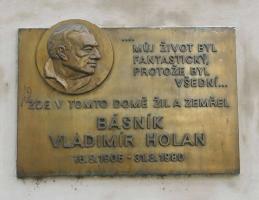 ....
MŮJ ŽIVOT BYL
FANTASTICKÝ,
PROTOŽE BYL
VŠEDNÍ...
ZDE V TOMTO DOMĚ ŽIL A ZEMŘEL
BÁSNÍK
VLADIMÍR HOLAN
16.9.1905 - 31.3.1980